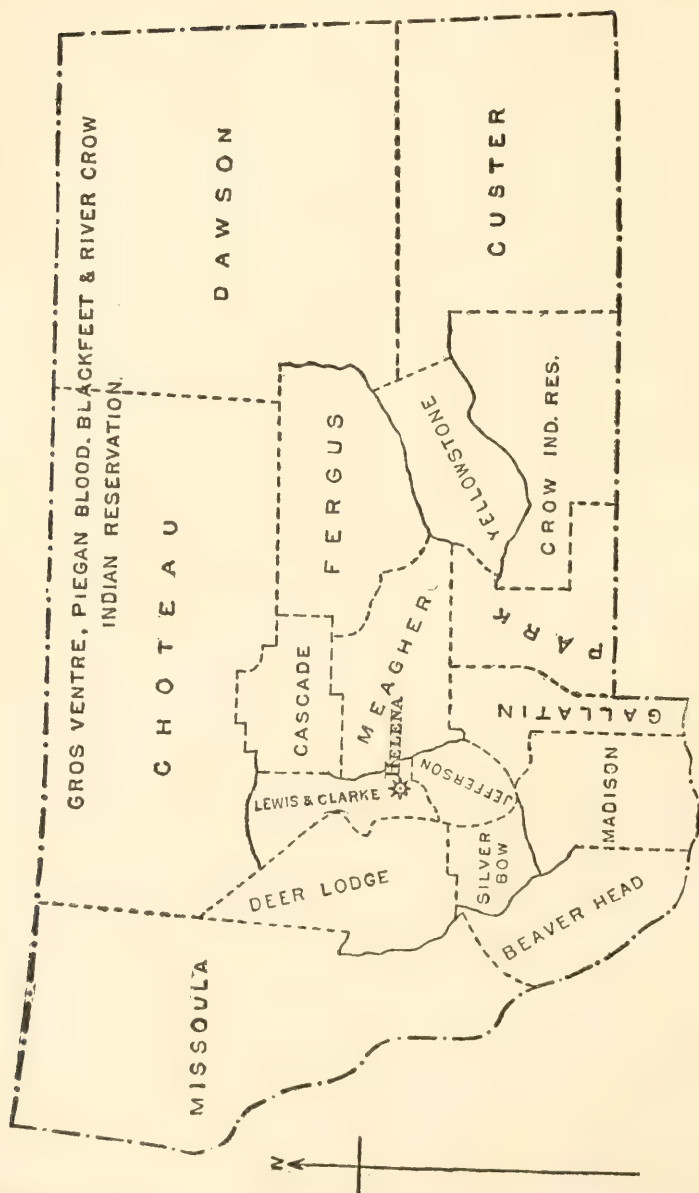 GROS VENTRE, PIEGAN BLOOD. BLACKFEET & RIVER CROW
INDIAN RESERVATION.
MISSOULA
CHOTEAU
DAWSON
DEER LODGE
LEWIS & CLARKE
CASCADE
FERGUS
MEAGHER
HELENA
JEFFERSON
SILVER
BOW
BEAVER HEAD
MADISON
GALLATIN
PARK
YELLOWSTONE
CROW IND. RES.
CUSTER
N